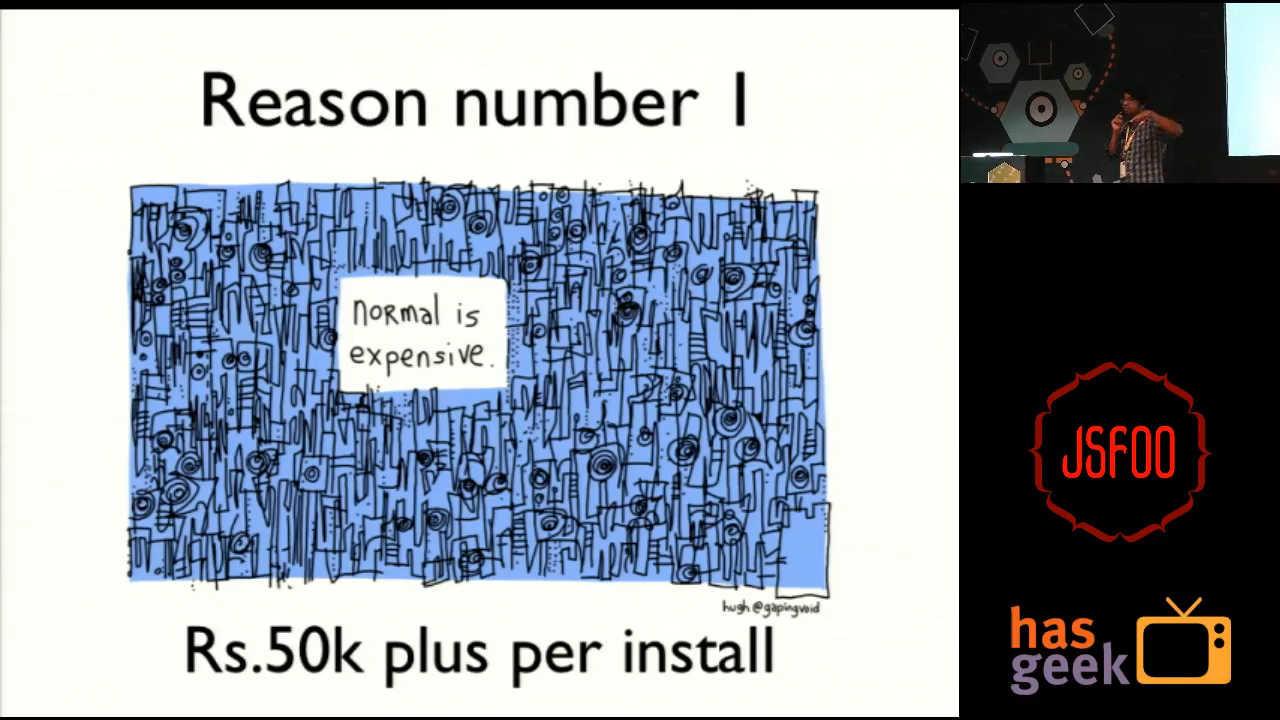 Reason number 1
normal is
expensive.
hugh@gapingvoid
Rs.50k plus per install
JSFOO
has
geek